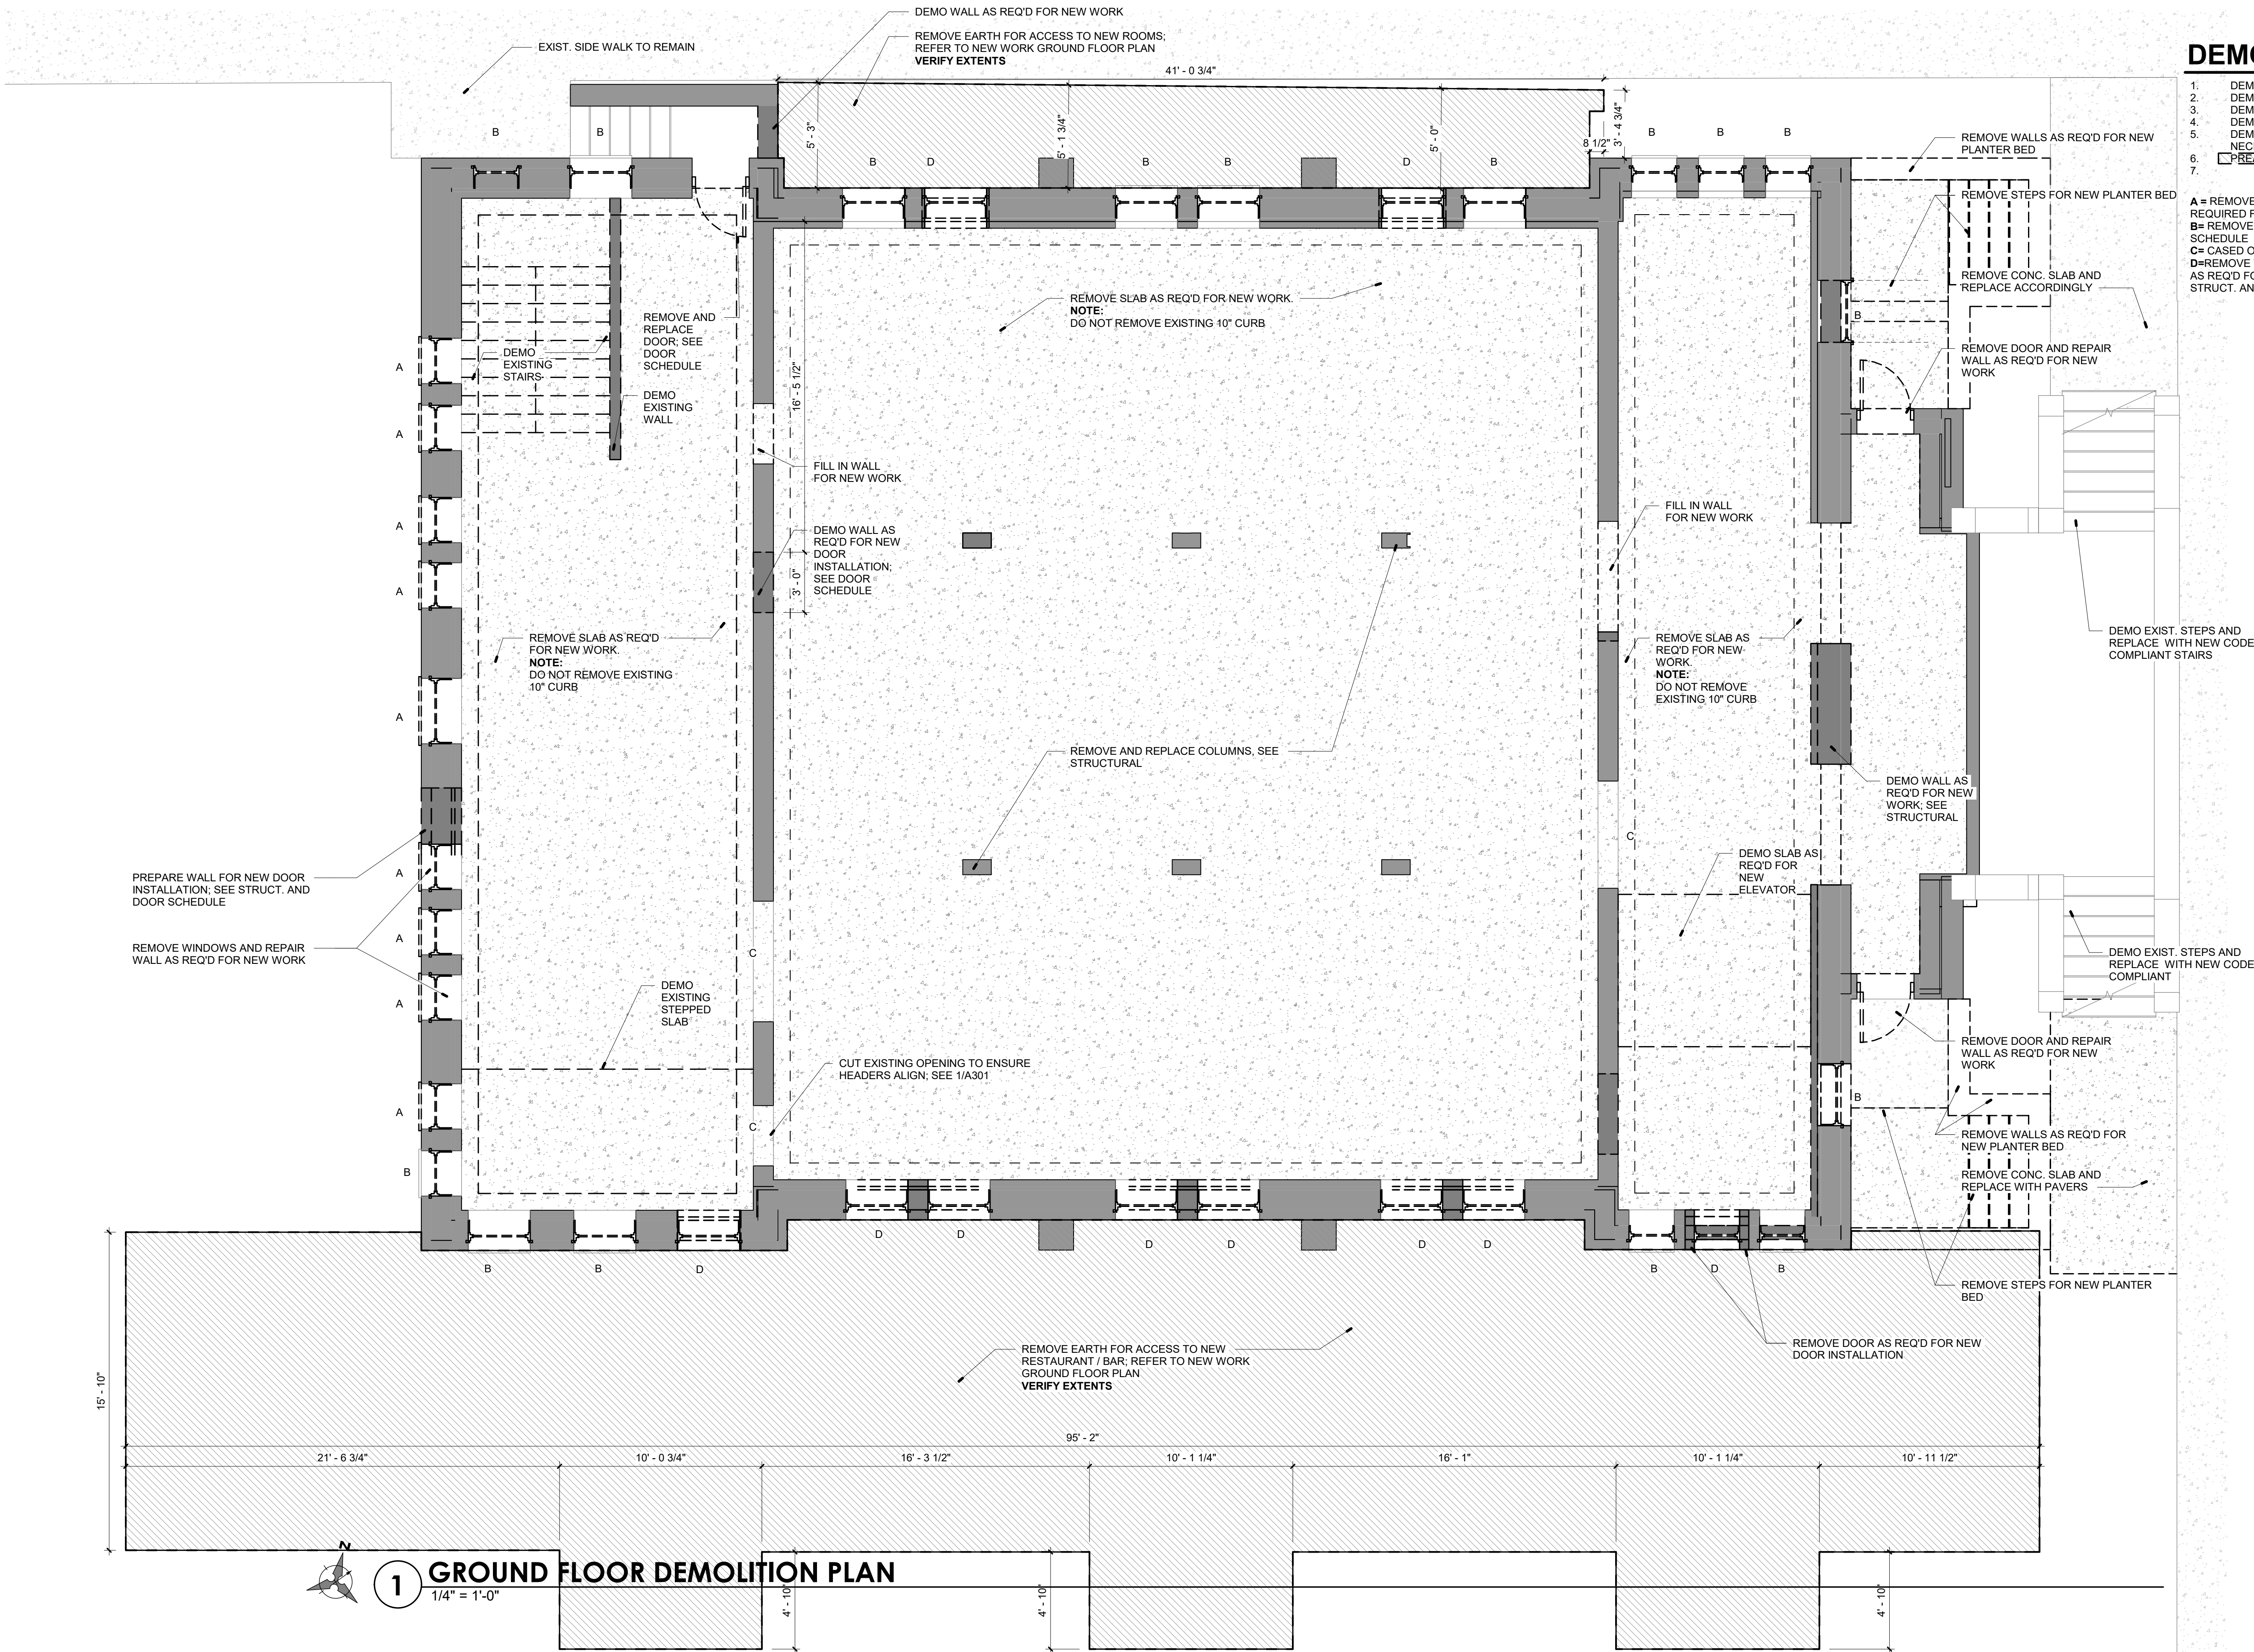 DEMO WALL AS REQ'D FOR NEW WORK
REMOVE EARTH FOR ACCESS TO NEW ROOMS;
REFER TO NEW WORK GROUND FLOOR PLAN
VERIFY EXTENTS
EXIST. SIDE WALK TO REMAIN
41' - 0 3/4"
5' - 3"
5' - 1 3/4"
5' - 0"
8 1/2"
3' - 4 3/4"
B
B
B
D
B
B
D
B
B
B
B
DEMO
1. DEM
2. DEM
3. DEM
4. DEM
5. DEM
NEC
6. PREA
7.
A = REMOVE
REQUIRED F
B= REMOVE
SCHEDULE
C= CASED O
D=REMOVE
AS REQ'D FO
STRUCT. AN
REMOVE WALLS AS REQ'D FOR NEW
PLANTER BED
REMOVE STEPS FOR NEW PLANTER BED
REMOVE CONC. SLAB AND
REPLACE ACCORDINGLY
B
REMOVE DOOR AND REPAIR
WALL AS REQ'D FOR NEW
WORK
REMOVE SLAB AS REQ'D FOR NEW WORK.
NOTE:
DO NOT REMOVE EXISTING 10" CURB
REMOVE AND
REPLACE
DOOR; SEE
DOOR
SCHEDULE
DEMO
EXISTING
STAIRS
DEMO
EXISTING
WALL
16' - 5 1/2"
A
A
A
A
A
A
A
A
A
B
FILL IN WALL
FOR NEW WORK
DEMO WALL AS
REQ'D FOR NEW
DOOR
INSTALLATION;
SEE DOOR
SCHEDULE
3' - 0"
FILL IN WALL
FOR NEW WORK
REMOVE SLAB AS REQ'D
FOR NEW WORK.
NOTE:
DO NOT REMOVE EXISTING
10" CURB
REMOVE SLAB AS
REQ'D FOR NEW
WORK.
NOTE:
DO NOT REMOVE
EXISTING 10" CURB
DEMO EXIST. STEPS AND
REPLACE WITH NEW CODE
COMPLIANT STAIRS
REMOVE AND REPLACE COLUMNS, SEE
STRUCTURAL
DEMO WALL AS
REQ'D FOR NEW
WORK; SEE
STRUCTURAL
C
DEMO SLAB AS
REQ'D FOR
NEW
ELEVATOR
PREPARE WALL FOR NEW DOOR
INSTALLATION; SEE STRUCT. AND
DOOR SCHEDULE
REMOVE WINDOWS AND REPAIR
WALL AS REQ'D FOR NEW WORK
C
DEMO
EXISTING
STEPPED
SLAB
DEMO EXIST. STEPS AND
REPLACE WITH NEW CODE
COMPLIANT
CUT EXISTING OPENING TO ENSURE
HEADERS ALIGN; SEE 1/A301
C
REMOVE DOOR AND REPAIR
WALL AS REQ'D FOR NEW
WORK
B
REMOVE WALLS AS REQ'D FOR
NEW PLANTER BED
REMOVE CONC. SLAB AND
REPLACE WITH PAVERS
REMOVE STEPS FOR NEW PLANTER
BED
B
B
D
D
D
D
D
D
D
B
D
B
REMOVE DOOR AS REQ'D FOR NEW
DOOR INSTALLATION
REMOVE EARTH FOR ACCESS TO NEW
RESTAURANT / BAR; REFER TO NEW WORK
GROUND FLOOR PLAN
VERIFY EXTENTS
15' - 10"
95' - 2"
21' - 6 3/4"
10' - 0 3/4"
16' - 3 1/2"
10' - 1 1/4"
16' - 1"
10' - 1 1/4"
10' - 11 1/2"
4' - 10"
4' - 10"
4' - 10"
N
1 GROUND FLOOR DEMOLITION PLAN
1/4" = 1'-0"